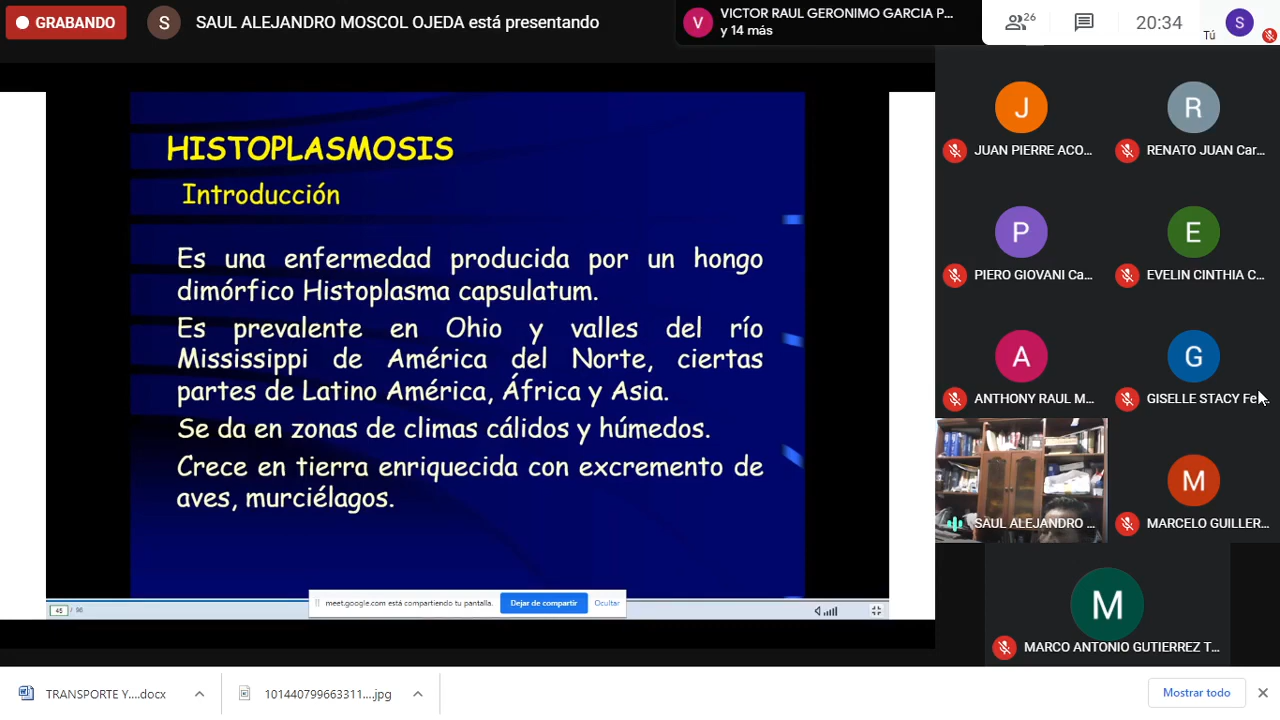 GRABANDO
S
SAUL ALEJANDRO MOSCOL OJEDA está presentando
V
VICTOR RAUL GERONIMO GARCIA P...
y 14 más
26
20:34
Tú
S
HISTOPLASMOSIS
Introducción
Es una enfermedad producida por un hongo
dimórfico Histoplasma capsulatum.
Es prevalente en Ohio y valles del río
Mississippi de América del Norte, ciertas
partes de Latino América, África y Asia.
Se da en zonas de climas cálidos y húmedos.
Crece en tierra enriquecida con excremento de
aves, murciélagos.
meet.google.com está compartiendo tu pantalla.
Dejar de compartir
Ocultar
45 / 96
J
JUAN PIERRE ACO...
R
RENATO JUAN Car...
P
PIERO GIOVANI Ca...
E
EVELIN CINTHIA C...
A
ANTHONY RAUL M...
G
GISELLE STACY Fe...
SAUL ALEJANDRO ...
M
MARCELO GUILLER...
M
MARCO ANTONIO GUTIERREZ T...
TRANSPORTE Y....docx
101440799663311....jpg
Mostrar todo